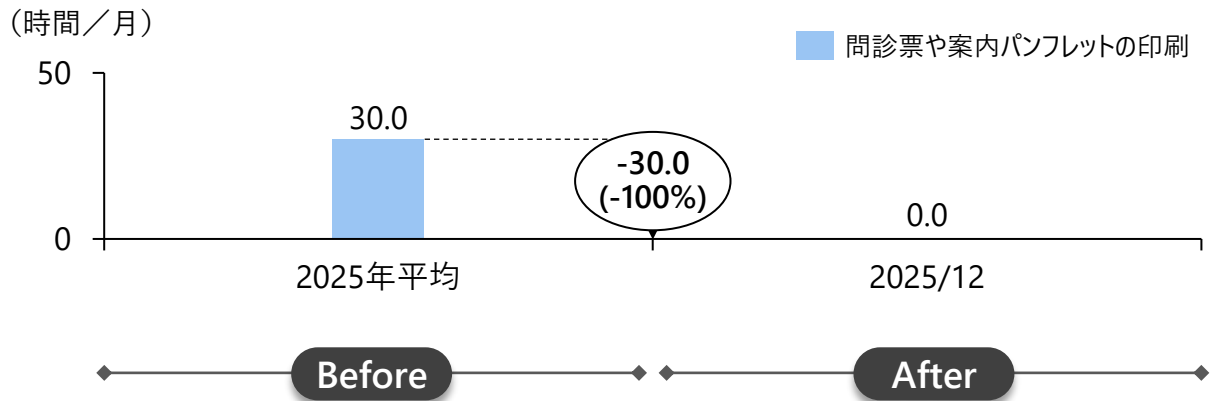 （時間／月）
問診票や案内パンフレットの印刷
50
30.0
-30.0
(-100%)
0.0
0
2025年平均
2025/12
Before
After